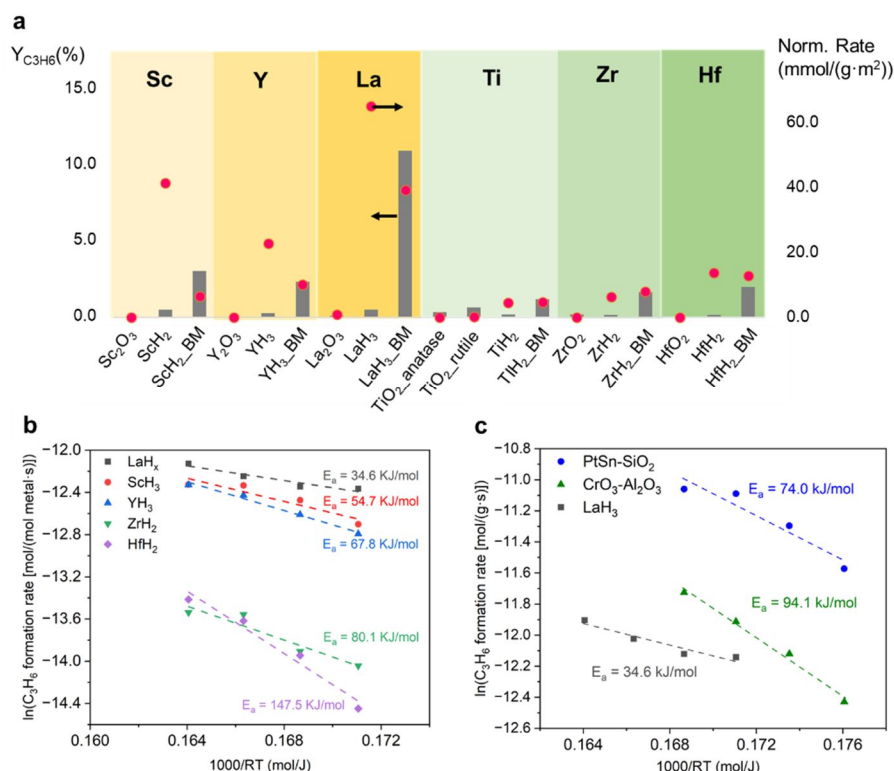 a
Y_C3H6(%)
Norm. Rate
(mmol/(g·m²))
Sc Y La Ti Zr Hf
15.0
10.0
5.0
0.0
60.0
40.0
20.0
0.0
Sc₂O₃
ScH₂
ScH₂_BM
Y₂O₃
YH₃
YH₃_BM
La₂O₃
LaH₃
LaH₃_BM
TiO₂_anatase
TiO₂_rutile
TiH₂
TIH₂_BM
ZrO₂
ZrH₂
ZrH₂_BM
HfO₂
HfH₂
HfH₂_BM
b
ln(C₃H₆ formation rate [mol/(mol metal·s)])
−12.0
−12.4
−12.8
−13.2
−13.6
−14.0
−14.4
LaHₓ
ScH₃
YH₃
ZrH₂
HfH₂
Eₐ = 34.6 KJ/mol
Eₐ = 54.7 KJ/mol
Eₐ = 67.8 KJ/mol
Eₐ = 80.1 KJ/mol
Eₐ = 147.5 KJ/mol
0.160 0.164 0.168 0.172
1000/RT (mol/J)
c
ln(C₃H₆ formation rate [mol/(g·s)])
−10.8
−11.0
−11.2
−11.4
−11.6
−11.8
−12.0
−12.2
−12.4
−12.6
PtSn-SiO₂
CrO₃-Al₂O₃
LaH₃
Eₐ = 74.0 kJ/mol
Eₐ = 94.1 kJ/mol
Eₐ = 34.6 kJ/mol
0.164 0.168 0.172 0.176
1000/RT (mol/J)